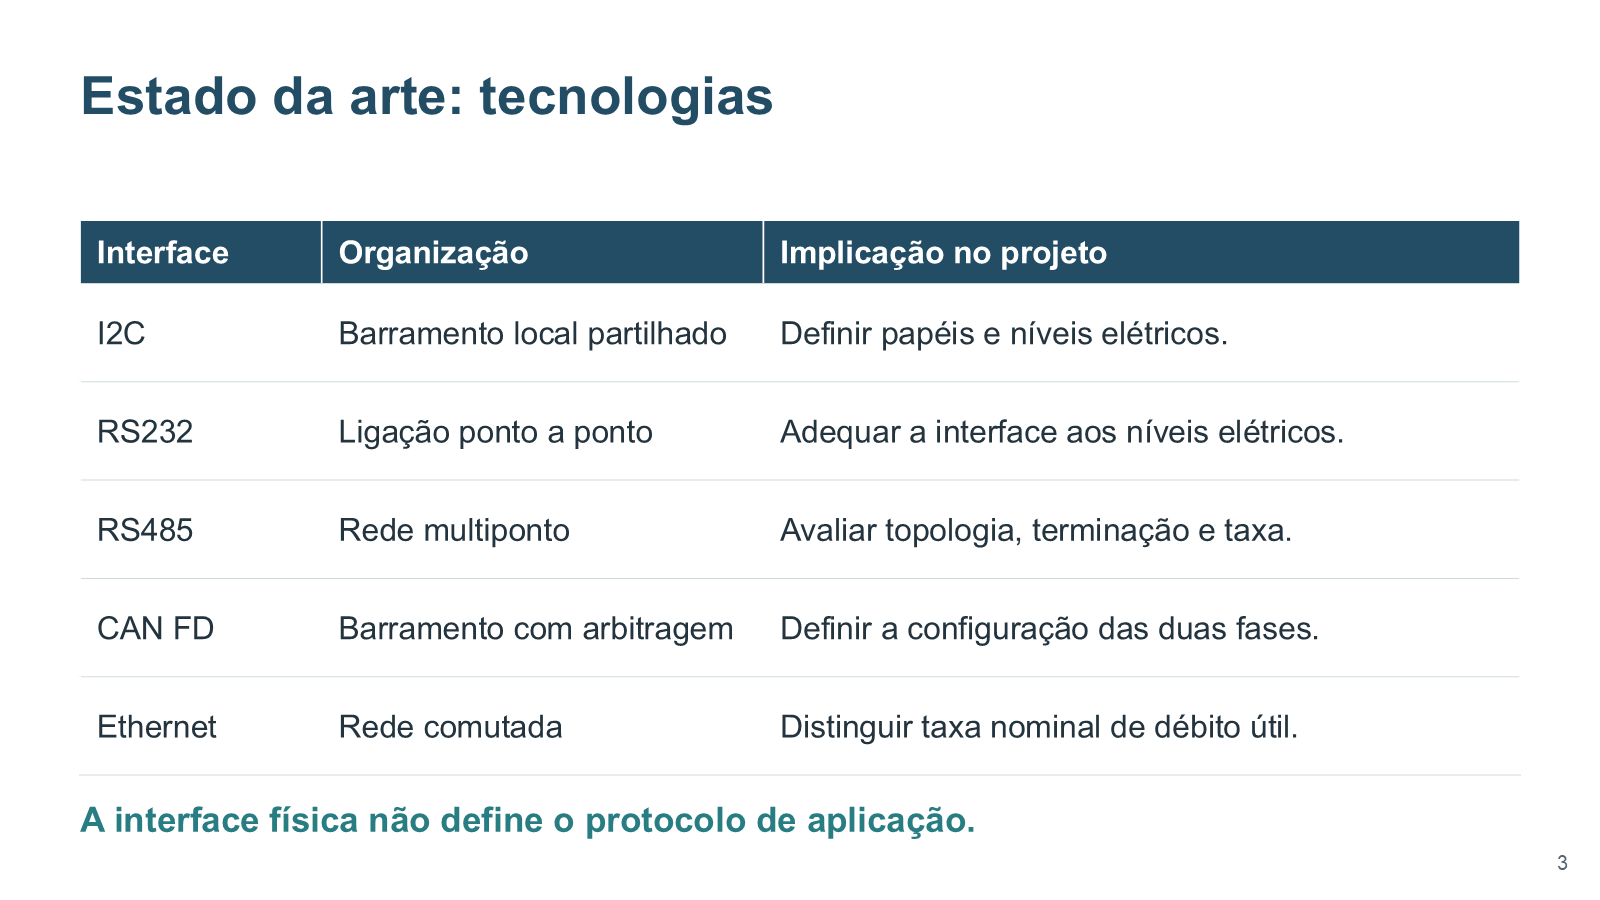 Estado da arte: tecnologias
Interface Organização Implicação no projeto
I2C Barramento local partilhado Definir papéis e níveis elétricos.
RS232 Ligação ponto a ponto Adequar a interface aos níveis elétricos.
RS485 Rede multiponto Avaliar topologia, terminação e taxa.
CAN FD Barramento com arbitragem Definir a configuração das duas fases.
Ethernet Rede comutada Distinguir taxa nominal de débito útil.
A interface física não define o protocolo de aplicação.
3